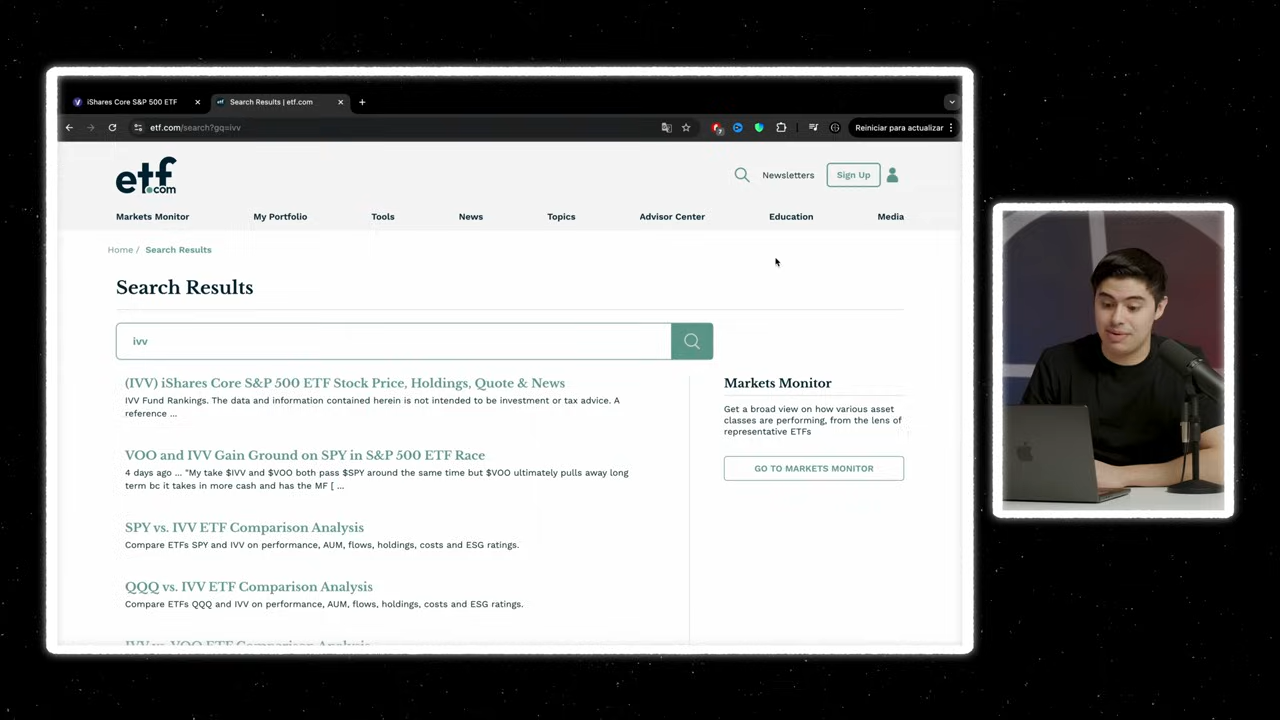 iShares Core S&P 500 ETF
Search Results | etf.com
etf.com/search?gq=ivv
Reiniciar para actualizar
etf.com
Newsletters
Sign Up
Markets Monitor
My Portfolio
Tools
News
Topics
Advisor Center
Education
Media
Home / Search Results
Search Results
ivv
(IVV) iShares Core S&P 500 ETF Stock Price, Holdings, Quote & News
IVV Fund Rankings. The data and information contained herein is not intended to be investment or tax advice. A
reference ...
VOO and IVV Gain Ground on SPY in S&P 500 ETF Race
4 days ago ... "My take $IVV and $VOO both pass $SPY around the same time but $VOO ultimately pulls away long
term bc it takes in more cash and has the MF [ ...
SPY vs. IVV ETF Comparison Analysis
Compare ETFs SPY and IVV on performance, AUM, flows, holdings, costs and ESG ratings.
QQQ vs. IVV ETF Comparison Analysis
Compare ETFs QQQ and IVV on performance, AUM, flows, holdings, costs and ESG ratings.
IVV vs. VOO ETF Comparison Analysis
Markets Monitor
Get a broad view on how various asset
classes are performing, from the lens of
representative ETFs
GO TO MARKETS MONITOR